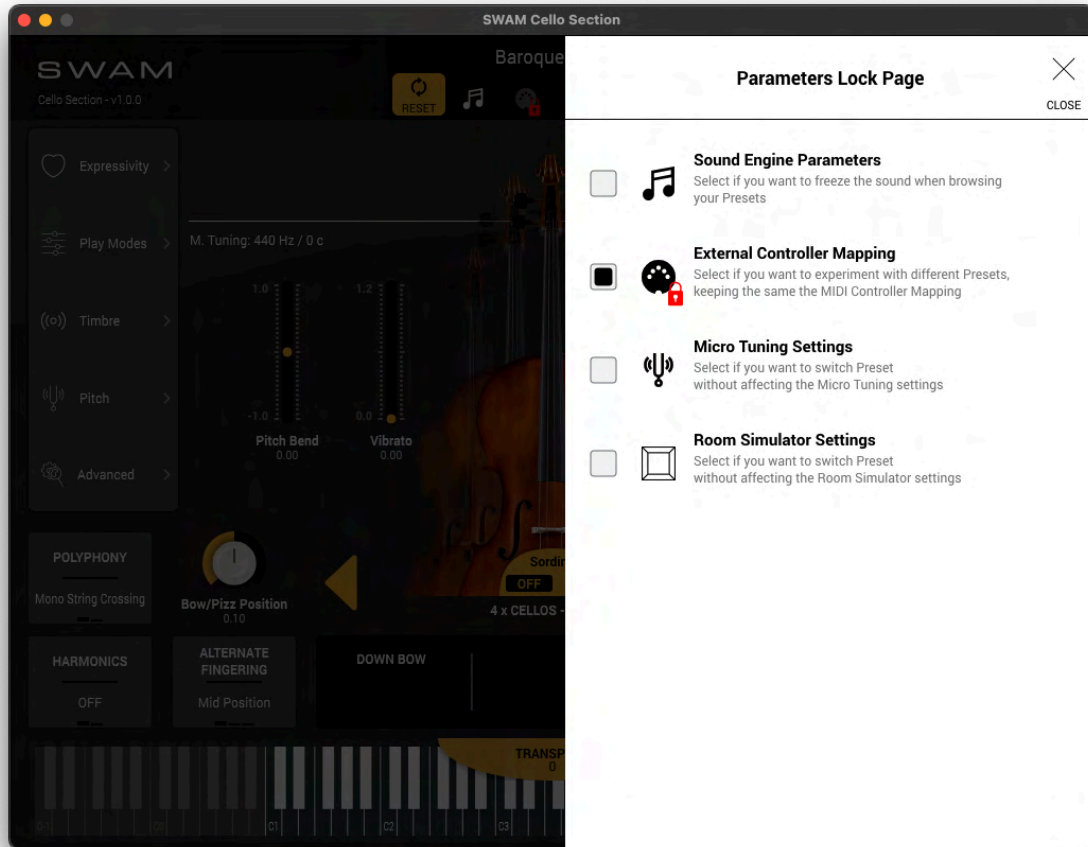 SWAM Cello Section
SWAM
Cello Section - v1.0.0
Baroque
RESET
Expressivity
Play Modes
Timbre
Pitch
Advanced
M. Tuning: 440 Hz / 0 c
1.0
1.2
-1.0
0.0
Pitch Bend
0.00
Vibrato
0.00
POLYPHONY
Mono String Crossing
Bow/Pizz Position
0.10
Sordin
OFF
4 x CELLOS -
HARMONICS
OFF
ALTERNATE
FINGERING
Mid Position
DOWN BOW
TRANSP
0
C-1
C0
C1
C2
C3
Parameters Lock Page
CLOSE
Sound Engine Parameters
Select if you want to freeze the sound when browsing
your Presets
External Controller Mapping
Select if you want to experiment with different Presets,
keeping the same the MIDI Controller Mapping
Micro Tuning Settings
Select if you want to switch Preset
without affecting the Micro Tuning settings
Room Simulator Settings
Select if you want to switch Preset
without affecting the Room Simulator settings